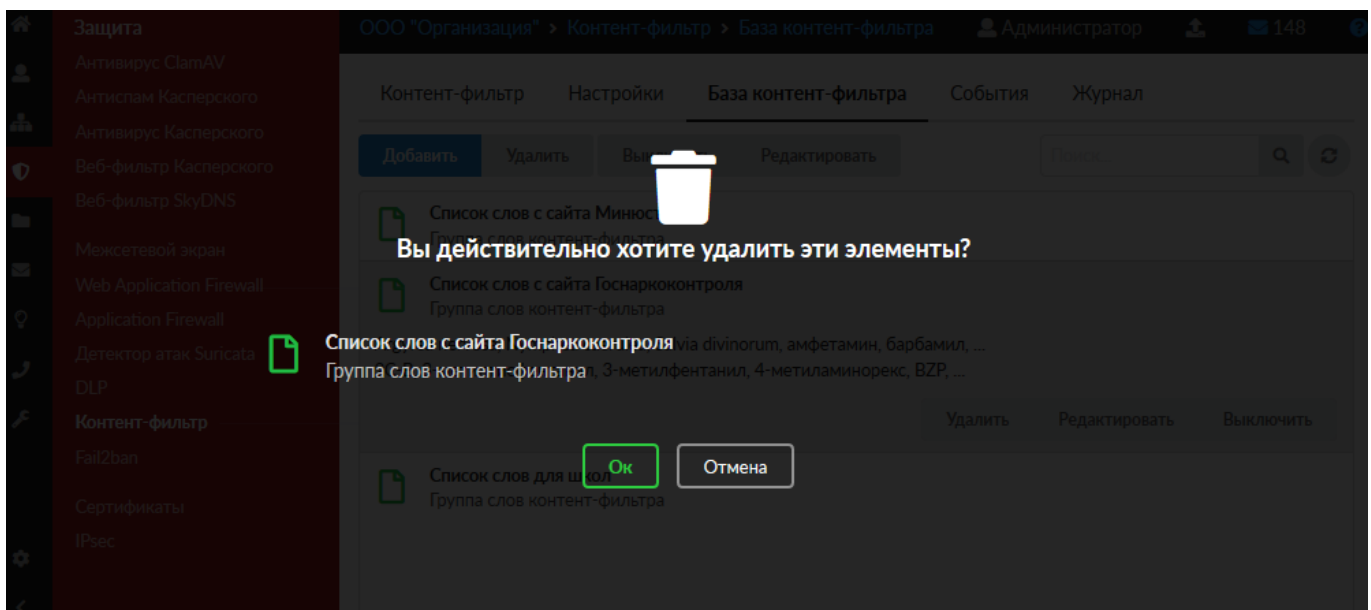 Защита
ООО "Организация" > Контент-фильтр > База контент-фильтра
Администратор
148
Антивирус ClamAV
Антиспам Касперского
Антивирус Касперского
Веб-фильтр Касперского
Веб-фильтр SkyDNS
Межсетевой экран
Web Application Firewall
Application Firewall
Детектор атак Suricata
DLP
Контент-фильтр
Fail2ban
Сертификаты
IPsec
Контент-фильтр Настройки База контент-фильтра События Журнал
Добавить Удалить Редактировать
Поиск...
Список слов с сайта
Группа слов контент-фильтра
Вы действительно хотите удалить эти элементы?
Список слов с сайта Госнаркоконтроля
Группа слов контент-фильтра
Список слов с сайта Госнаркоконтроля
Группа слов контент-фильтра
divinorum, амфетамин, барбамил, ...
3-метилфентанил, 4-метиламинорекс, BZP, ...
Удалить Редактировать Выключить
Ок Отмена
Список слов для школ
Группа слов контент-фильтра